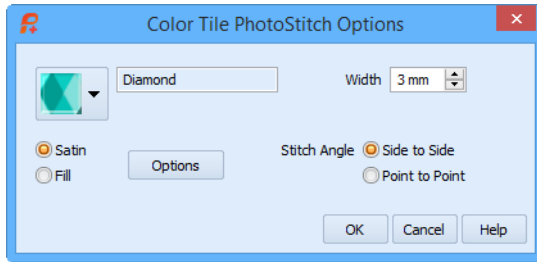 Color Tile PhotoStitch Options
Diamond
Width 3 mm
Satin
Fill
Options
Stitch Angle Side to Side
Point to Point
OK Cancel Help